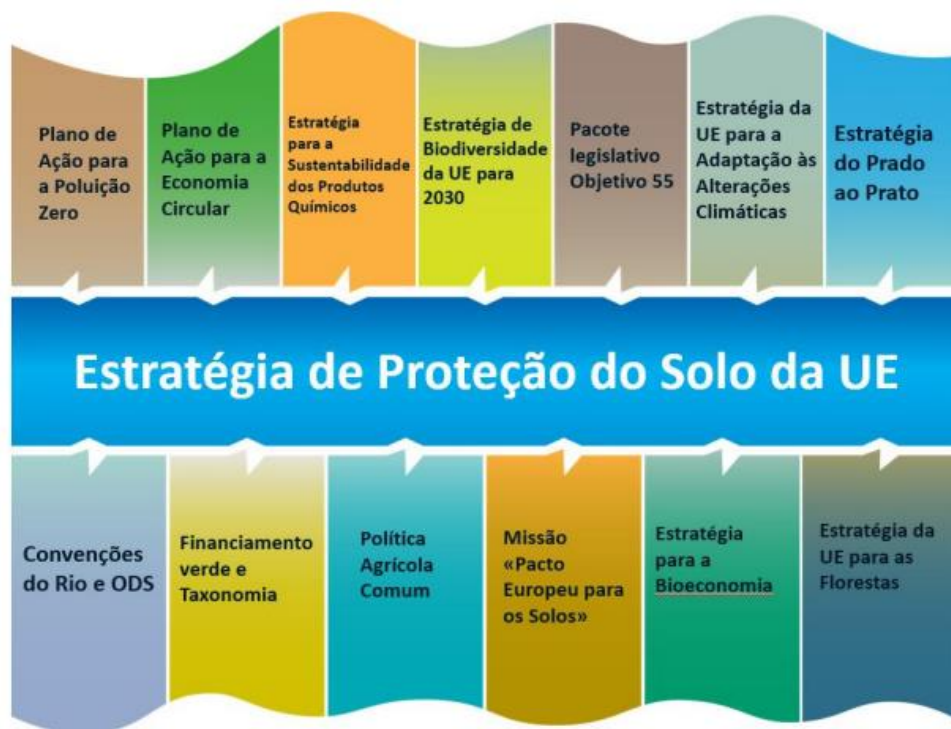 Plano de
Ação para
a Poluição
Zero
Plano de
Ação para a
Economia
Circular
Estratégia
para a
Sustentabilidade
dos Produtos
Químicos
Estratégia de
Biodiversidade
da UE para
2030
Pacote
legislativo
Objetivo 55
Estratégia da
UE para a
Adaptação às
Alterações
Climáticas
Estratégia
do Prado
ao Prato
Estratégia de Proteção do Solo da UE
Convenções
do Rio e ODS
Financiamento
verde e
Taxonomia
Política
Agrícola
Comum
Missão
«Pacto
Europeu para
os Solos»
Estratégia
para a
Bioeconomia
Estratégia da
UE para as
Florestas